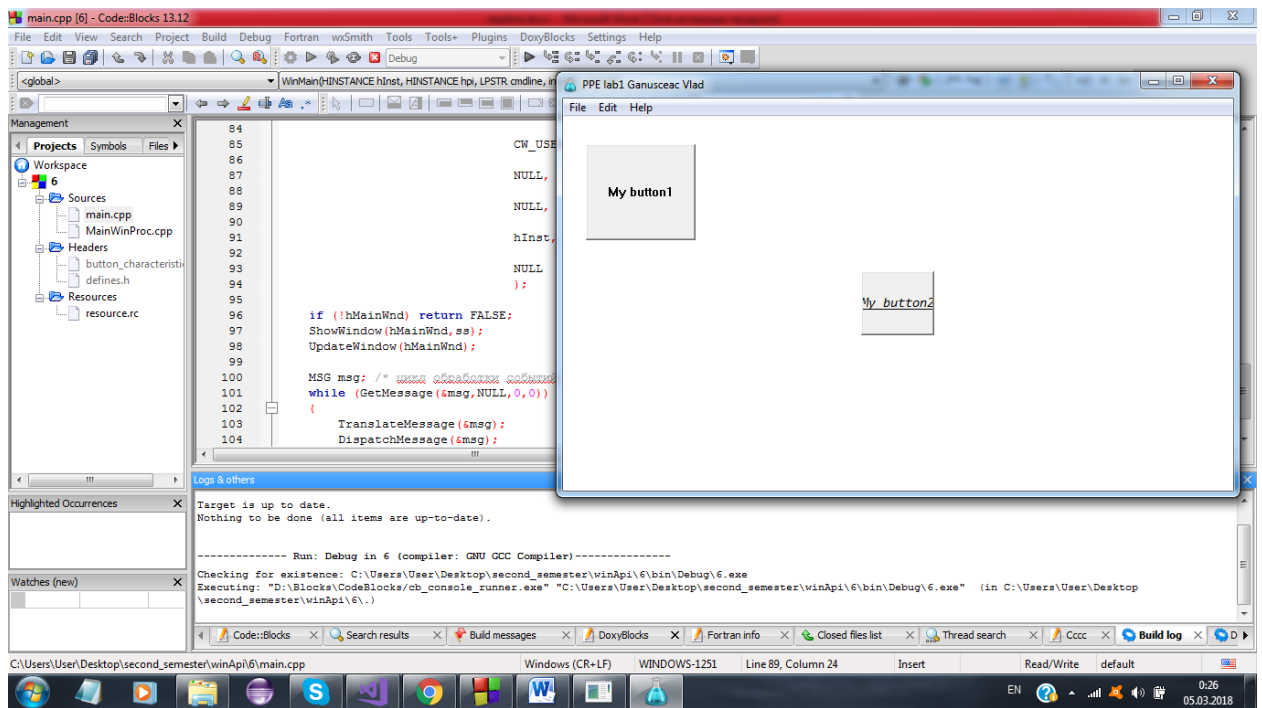 main.cpp [6] - Code::Blocks 13.12
File Edit View Search Project Build Debug Fortran wxSmith Tools Tools+ Plugins DoxyBlocks Settings Help
Debug
<global>
WinMain(HINSTANCE hInst, HINSTANCE hpi, LPSTR cmdline, in
PPE lab1 Ganusceac Vlad
File Edit Help
My button1
My button2
Management
Projects Symbols Files
Workspace
6
Sources
main.cpp
MainWinProc.cpp
Headers
button_characteristi
defines.h
Resources
resource.rc
84
85 CW_USE
86
87 NULL,
88
89 NULL,
90
91 hInst,
92
93 NULL
94 );
95
96 if (!hMainWnd) return FALSE;
97 ShowWindow(hMainWnd,ss);
98 UpdateWindow(hMainWnd);
99
100 MSG msg; /* цикл обработки событий
101 while (GetMessage(&msg,NULL,0,0))
102 {
103 TranslateMessage(&msg);
104 DispatchMessage(&msg);
Logs & others
Target is up to date.
Nothing to be done (all items are up-to-date).
-------------- Run: Debug in 6 (compiler: GNU GCC Compiler)---------------
Checking for existence: C:\Users\User\Desktop\second_semester\winApi\6\bin\Debug\6.exe
Executing: "D:\Blocks\CodeBlocks/cb_console_runner.exe" "C:\Users\User\Desktop\second_semester\winApi\6\bin\Debug\6.exe" (in C:\Users\User\Desktop
\second_semester\winApi\6\.)
Highlighted Occurrences
Watches (new)
Code::Blocks Search results Build messages DoxyBlocks Fortran info Closed files list Thread search Cccc Build log D
C:\Users\User\Desktop\second_semester\winApi\6\main.cpp Windows (CR+LF) WINDOWS-1251 Line 89, Column 24 Insert Read/Write default
EN 0:26
05.03.2018